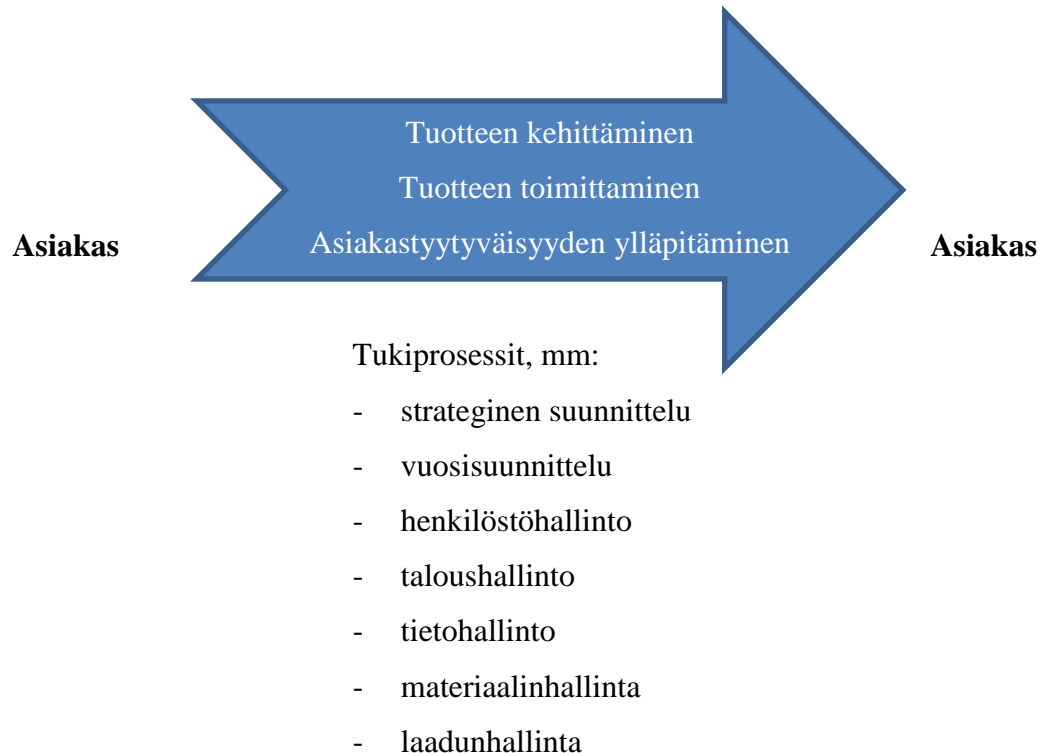 Tuotteen kehittäminen
Tuotteen toimittaminen
Asiakas
Asiakastyytyväisyyden ylläpitäminen
Asiakas
Tukiprosessit, mm:
- strateginen suunnittelu
- vuosisuunnittelu
- henkilöstöhallinto
- taloushallinto
- tietohallinto
- materiaalinhallinta
- laadunhallinta